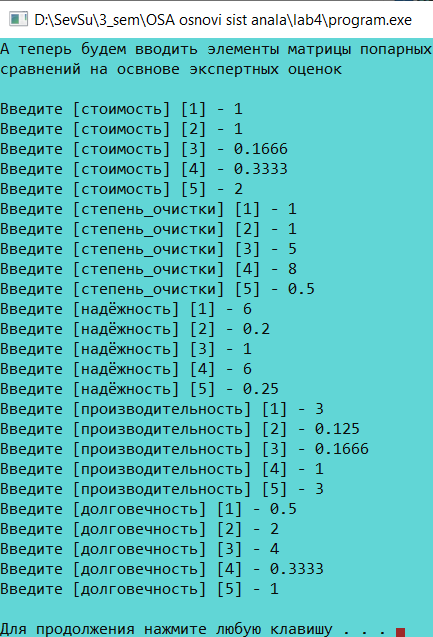 D:\SevSu\3_sem\OSA osnovi sist anala\lab4\program.exe
А теперь будем вводить элементы матрицы попарных
сравнений на освнове экспертных оценок
Введите [стоимость] [1] - 1
Введите [стоимость] [2] - 1
Введите [стоимость] [3] - 0.1666
Введите [стоимость] [4] - 0.3333
Введите [стоимость] [5] - 2
Введите [степень_очистки] [1] - 1
Введите [степень_очистки] [2] - 1
Введите [степень_очистки] [3] - 5
Введите [степень_очистки] [4] - 8
Введите [степень_очистки] [5] - 0.5
Введите [надёжность] [1] - 6
Введите [надёжность] [2] - 0.2
Введите [надёжность] [3] - 1
Введите [надёжность] [4] - 6
Введите [надёжность] [5] - 0.25
Введите [производительность] [1] - 3
Введите [производительность] [2] - 0.125
Введите [производительность] [3] - 0.1666
Введите [производительность] [4] - 1
Введите [производительность] [5] - 3
Введите [долговечность] [1] - 0.5
Введите [долговечность] [2] - 2
Введите [долговечность] [3] - 4
Введите [долговечность] [4] - 0.3333
Введите [долговечность] [5] - 1
Для продолжения нажмите любую клавишу . . .